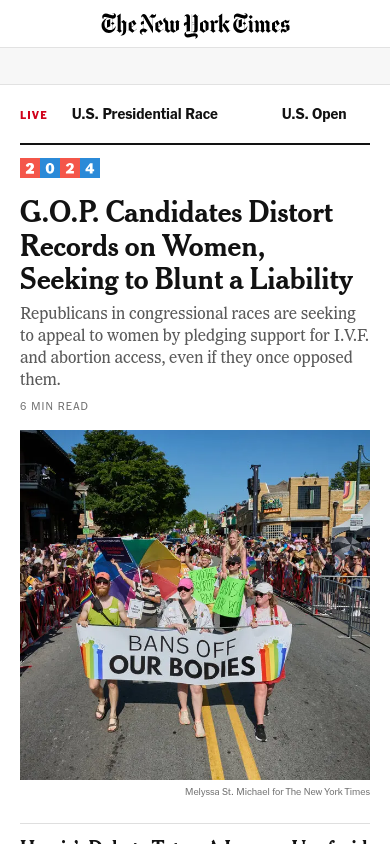 The New York Times
LIVE U.S. Presidential Race U.S. Open
2024
G.O.P. Candidates Distort
Records on Women,
Seeking to Blunt a Liability
Republicans in congressional races are seeking
to appeal to women by pledging support for I.V.F.
and abortion access, even if they once opposed
them.
6 MIN READ
BANS OFF
OUR BODIES
Melyssa St. Michael for The New York Times